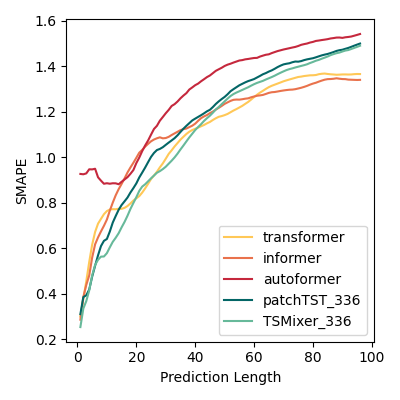 1.6
1.4
1.2
1.0
0.8
0.6
0.4
0.2
SMAPE
transformer
informer
autoformer
patchTST_336
TSMixer_336
0 20 40 60 80 100
Prediction Length